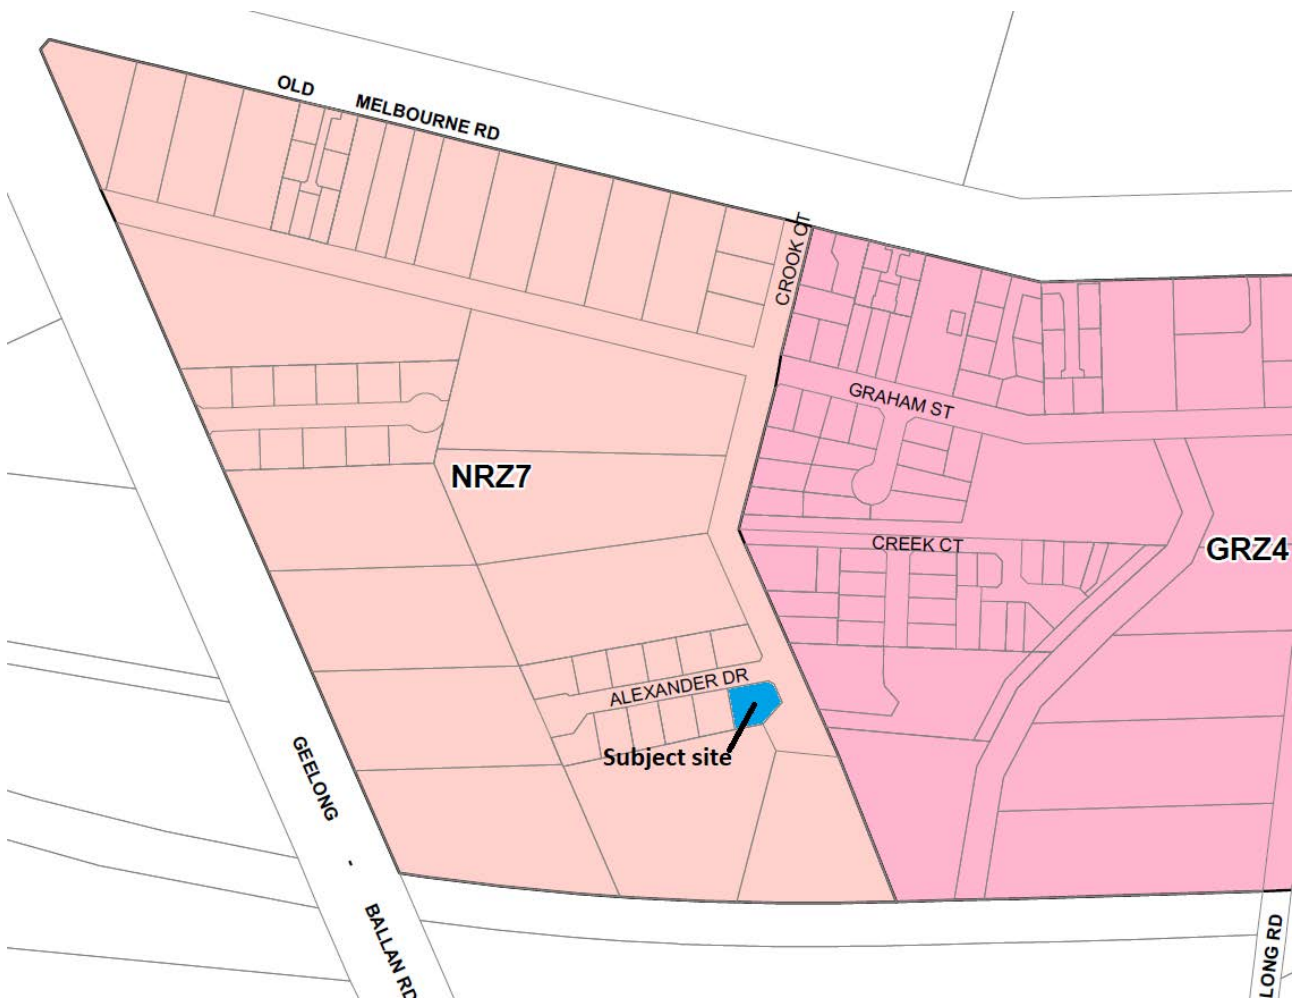 OLD MELBOURNE RD
CROOK CT
GRAHAM ST
NRZ7
CREEK CT
GRZ4
ALEXANDER DR
Subject site
GEELONG - BALLAN RD
LONG RD